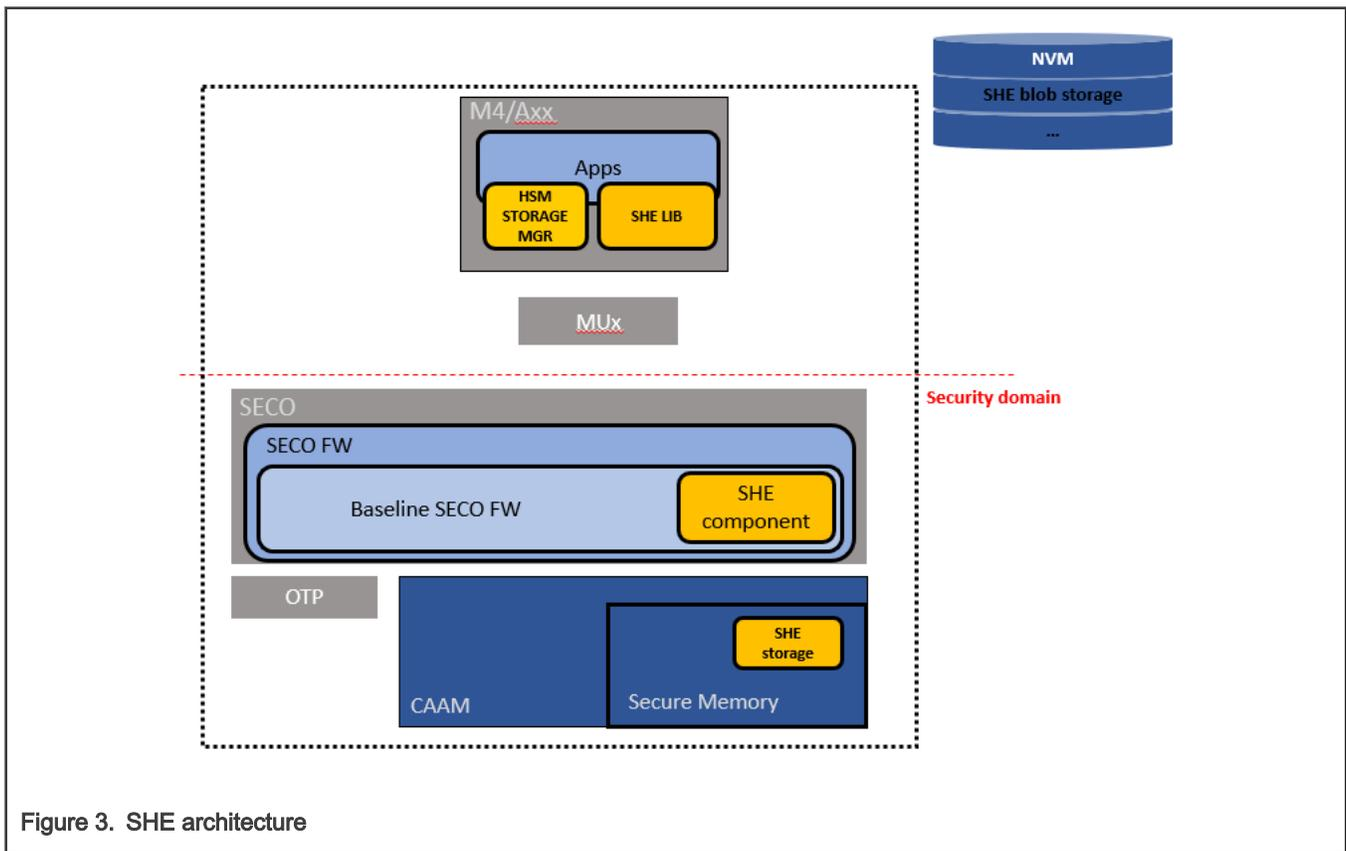 NVM
SHE blob storage
...
M4/Axx
Apps
HSM
STORAGE
MGR
SHE LIB
MUx
Security domain
SECO
SECO FW
Baseline SECO FW
SHE
component
OTP
SHE
storage
CAAM
Secure Memory
Figure 3. SHE architecture